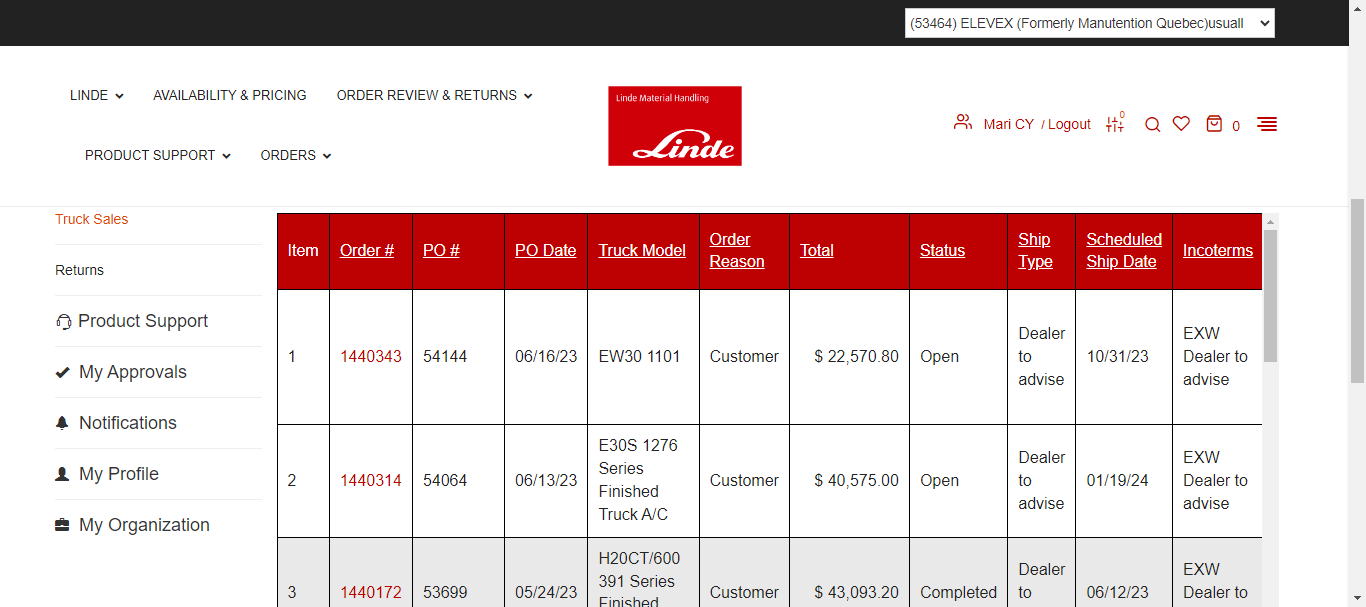 (53464) ELEVEX (Formerly Manutention Quebec)usuall
LINDE
AVAILABILITY & PRICING
ORDER REVIEW & RETURNS
PRODUCT SUPPORT
ORDERS
Linde Material Handling
Linde
Mari CY / Logout
0
0
Truck Sales
Returns
Product Support
My Approvals
Notifications
My Profile
My Organization
Item
Order #
PO #
PO Date
Truck Model
Order
Reason
Total
Status
Ship
Type
Scheduled
Ship Date
Incoterms
1
1440343
54144
06/16/23
EW30 1101
Customer
$ 22,570.80
Open
Dealer
to
advise
10/31/23
EXW
Dealer to
advise
2
1440314
54064
06/13/23
E30S 1276
Series
Finished
Truck A/C
Customer
$ 40,575.00
Open
Dealer
to
advise
01/19/24
EXW
Dealer to
advise
3
1440172
53699
05/24/23
H20CT/600
391 Series
Finished
Customer
$ 43,093.20
Completed
Dealer
to
06/12/23
EXW
Dealer to